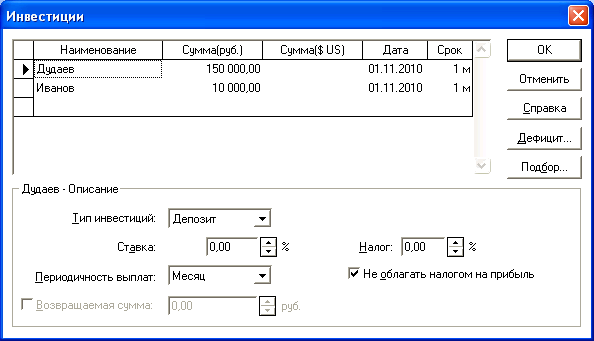 Инвестиции
Наименование Сумма(руб.) Сумма($ US) Дата Срок
Дудаев 150 000,00 01.11.2010 1 м
Иванов 10 000,00 01.11.2010 1 м
OK
Отменить
Справка
Дефицит...
Подбор...
Дудаев - Описание
Тип инвестиций: Депозит
Ставка: 0,00 % Налог: 0,00 %
Периодичность выплат: Месяц Не облагать налогом на прибыль
Возвращаемая сумма: 0,00 руб.